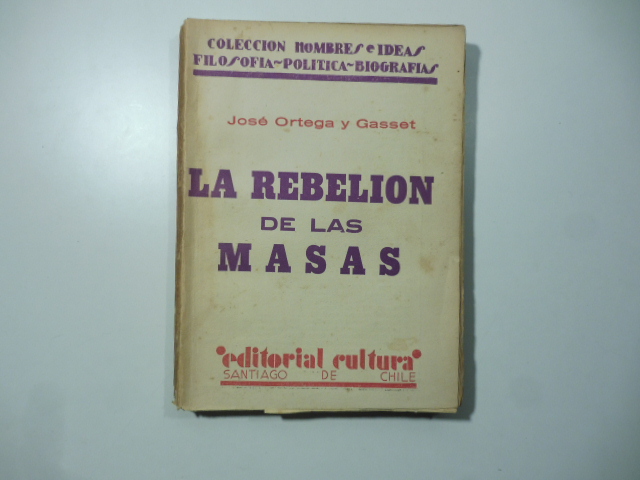 COLECCION HOMBRES e IDEAS
FILOSOFIA~POLITICA~BIOGRAFIAS
José Ortega y Gasset
LA REBELION
DE LAS
MASAS
editorial cultura
SANTIAGO DE CHILE